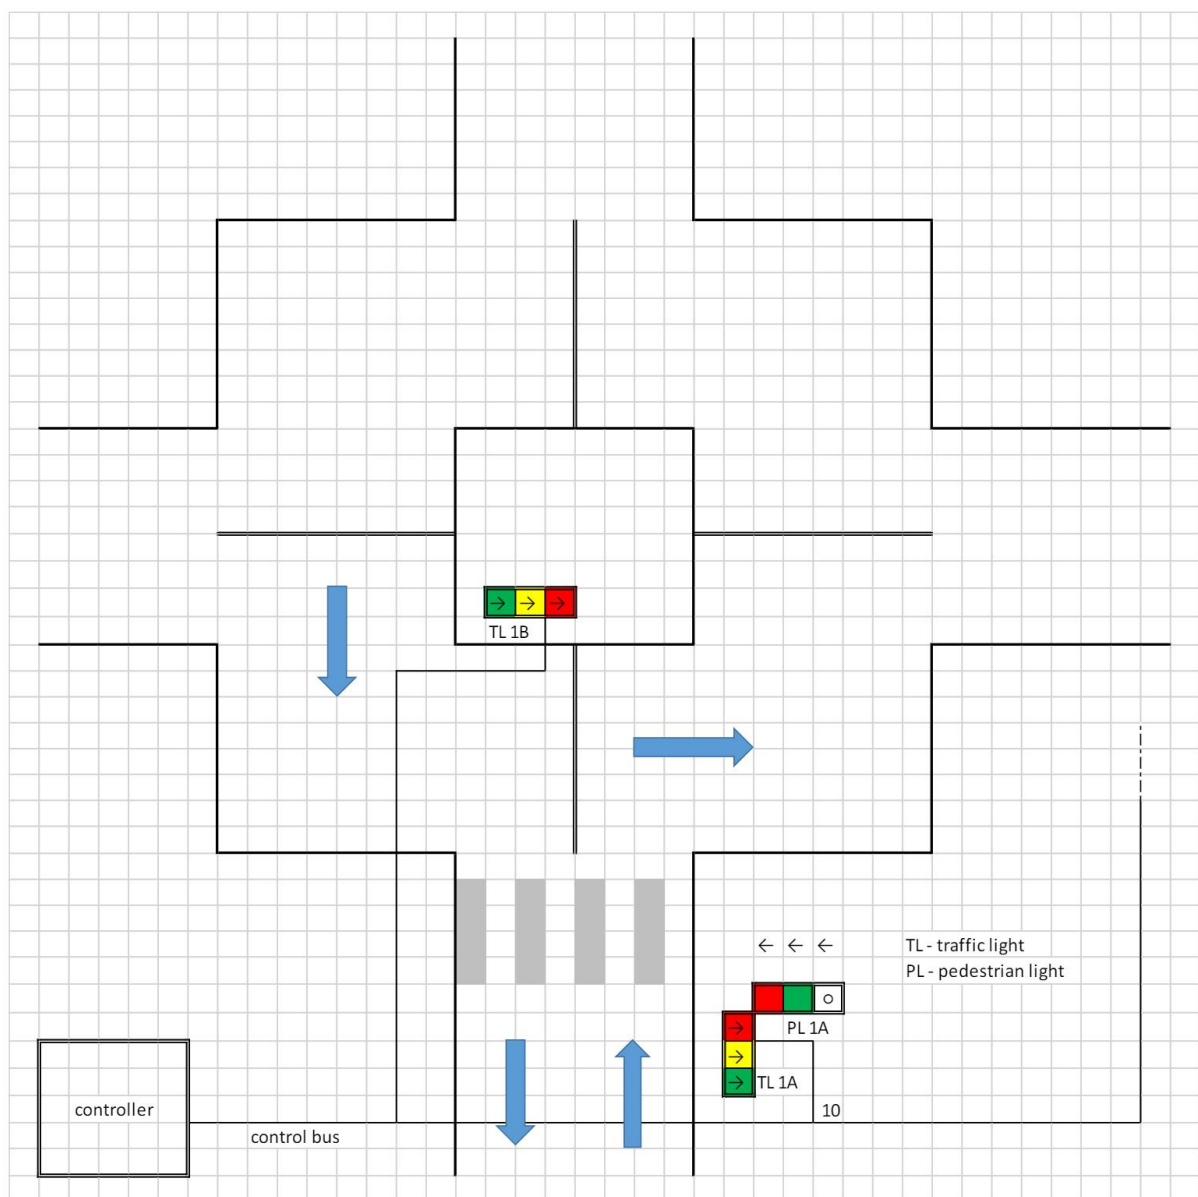 TL 1B
TL - traffic light
PL - pedestrian light
PL 1A
TL 1A
controller
10
control bus